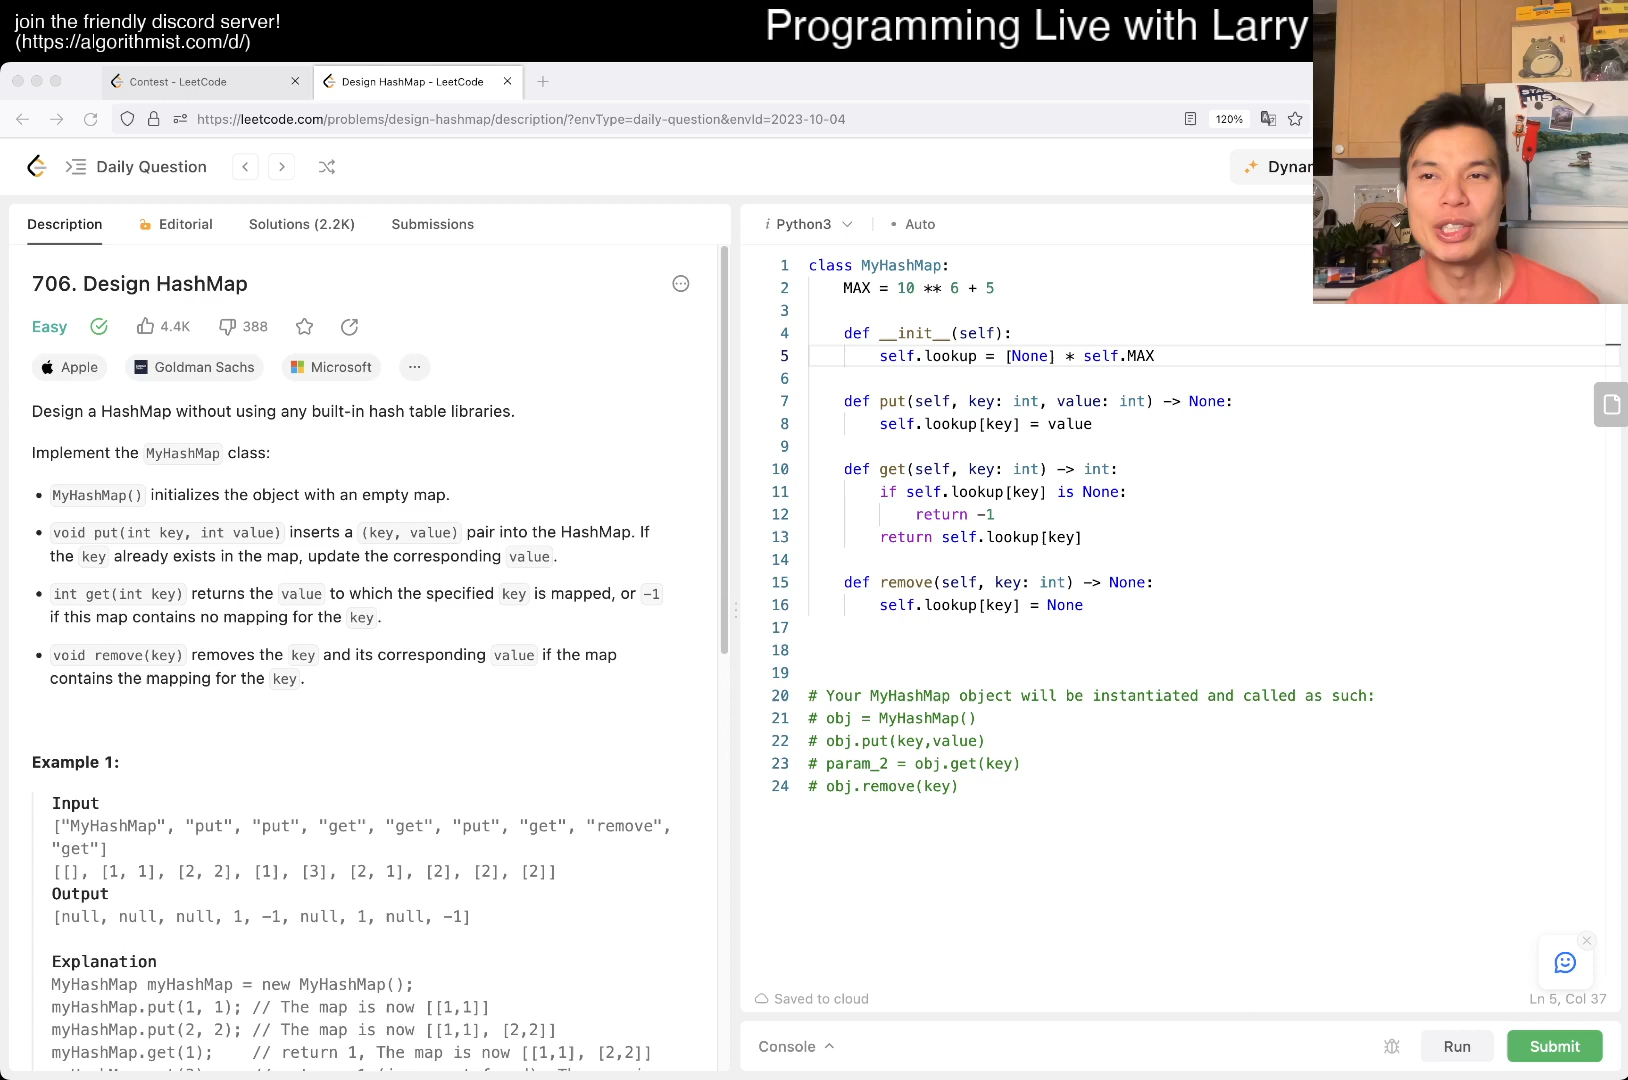 join the friendly discord server!
(https://algorithmist.com/d/)
Programming Live with Larry
Contest - LeetCode
Design HashMap - LeetCode
https://leetcode.com/problems/design-hashmap/description/?envType=daily-question&envId=2023-10-04
120%
Daily Question
Dynan
Description
Editorial
Solutions (2.2K)
Submissions
706. Design HashMap
Easy
4.4K
388
Apple
Goldman Sachs
Microsoft
...
Design a HashMap without using any built-in hash table libraries.
Implement the MyHashMap class:
• MyHashMap() initializes the object with an empty map.
• void put(int key, int value) inserts a (key, value) pair into the HashMap. If
the key already exists in the map, update the corresponding value.
• int get(int key) returns the value to which the specified key is mapped, or -1
if this map contains no mapping for the key.
• void remove(key) removes the key and its corresponding value if the map
contains the mapping for the key.
Example 1:
Input
["MyHashMap", "put", "put", "get", "get", "put", "get", "remove",
"get"]
[[], [1, 1], [2, 2], [1], [3], [2, 1], [2], [2], [2]]
Output
[null, null, null, 1, -1, null, 1, null, -1]
Explanation
MyHashMap myHashMap = new MyHashMap();
myHashMap.put(1, 1); // The map is now [[1,1]]
myHashMap.put(2, 2); // The map is now [[1,1], [2,2]]
myHashMap.get(1);    // return 1, The map is now [[1,1], [2,2]]
i Python3
• Auto
1 class MyHashMap:
2     MAX = 10 ** 6 + 5
3
4     def __init__(self):
5         self.lookup = [None] * self.MAX
6
7     def put(self, key: int, value: int) -> None:
8         self.lookup[key] = value
9
10     def get(self, key: int) -> int:
11         if self.lookup[key] is None:
12             return -1
13         return self.lookup[key]
14
15     def remove(self, key: int) -> None:
16         self.lookup[key] = None
17
18
19
20 # Your MyHashMap object will be instantiated and called as such:
21 # obj = MyHashMap()
22 # obj.put(key,value)
23 # param_2 = obj.get(key)
24 # obj.remove(key)
Saved to cloud
Ln 5, Col 37
Console
Run
Submit